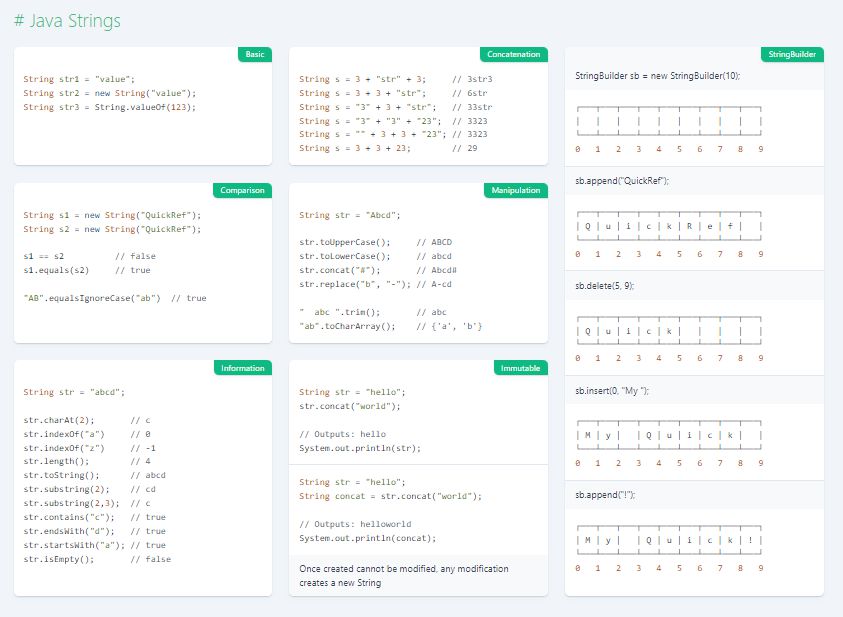 # Java Strings
Basic
String str1 = "value";
String str2 = new String("value");
String str3 = String.valueOf(123);
Concatenation
String s = 3 + "str" + 3;     // 3str3
String s = 3 + 3 + "str";     // 6str
String s = "3" + 3 + "str";   // 33str
String s = "3" + "3" + "23";  // 3323
String s = "" + 3 + 3 + "23"; // 3323
String s = 3 + 3 + 23;        // 29
StringBuilder
StringBuilder sb = new StringBuilder(10);
| | | | | | | | | |
0 1 2 3 4 5 6 7 8 9
sb.append("QuickRef");
| Q | u | i | c | k | R | e | f | |
0 1 2 3 4 5 6 7 8 9
sb.delete(5, 9);
| Q | u | i | c | k | | | | |
0 1 2 3 4 5 6 7 8 9
sb.insert(0, "My ");
| M | y | | Q | u | i | c | k | |
0 1 2 3 4 5 6 7 8 9
sb.append("!");
| M | y | | Q | u | i | c | k | ! |
0 1 2 3 4 5 6 7 8 9
Comparison
String s1 = new String("QuickRef");
String s2 = new String("QuickRef");
s1 == s2          // false
s1.equals(s2)     // true
"AB".equalsIgnoreCase("ab")  // true
Manipulation
String str = "Abcd";
str.toUpperCase();     // ABCD
str.toLowerCase();     // abcd
str.concat("#");       // Abcd#
str.replace("b", "-"); // A-cd
"  abc ".trim();       // abc
"ab".toCharArray();    // {'a', 'b'}
Information
String str = "abcd";
str.charAt(2);       // c
str.indexOf("a")     // 0
str.indexOf("z")     // -1
str.length();        // 4
str.toString();      // abcd
str.substring(2);    // cd
str.substring(2,3);  // c
str.contains("c");   // true
str.endsWith("d");   // true
str.startsWith("a"); // true
str.isEmpty();       // false
Immutable
String str = "hello";
str.concat("world");
// Outputs: hello
System.out.println(str);
String str = "hello";
String concat = str.concat("world");
// Outputs: helloworld
System.out.println(concat);
Once created cannot be modified, any modification
creates a new String